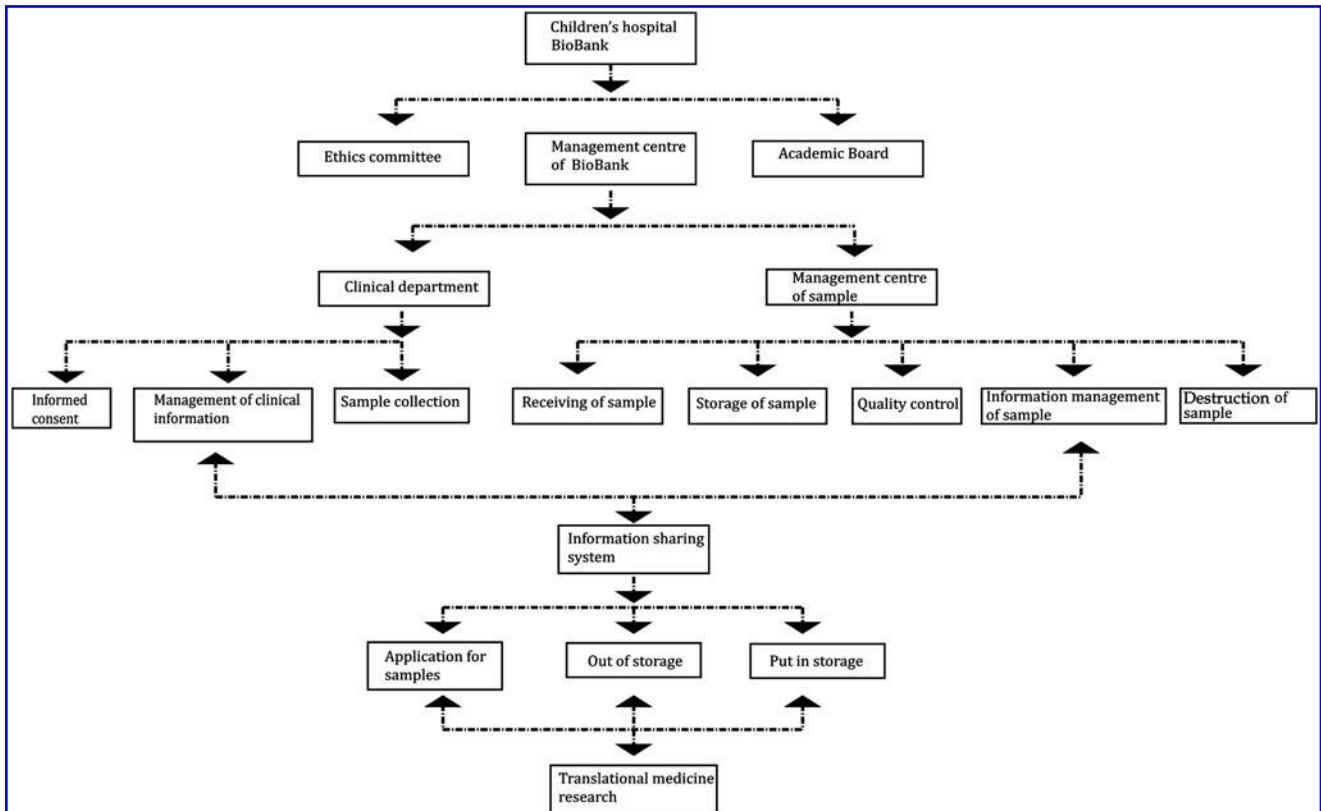 Children's hospital
BioBank
Ethics committee
Management centre
of BioBank
Academic Board
Clinical department
Management centre
of sample
Informed
consent
Management of clinical
information
Sample collection
Receiving of sample
Storage of sample
Quality control
Information management
of sample
Destruction of
sample
Information sharing
system
Application for
samples
Out of storage
Put in storage
Translational medicine
research